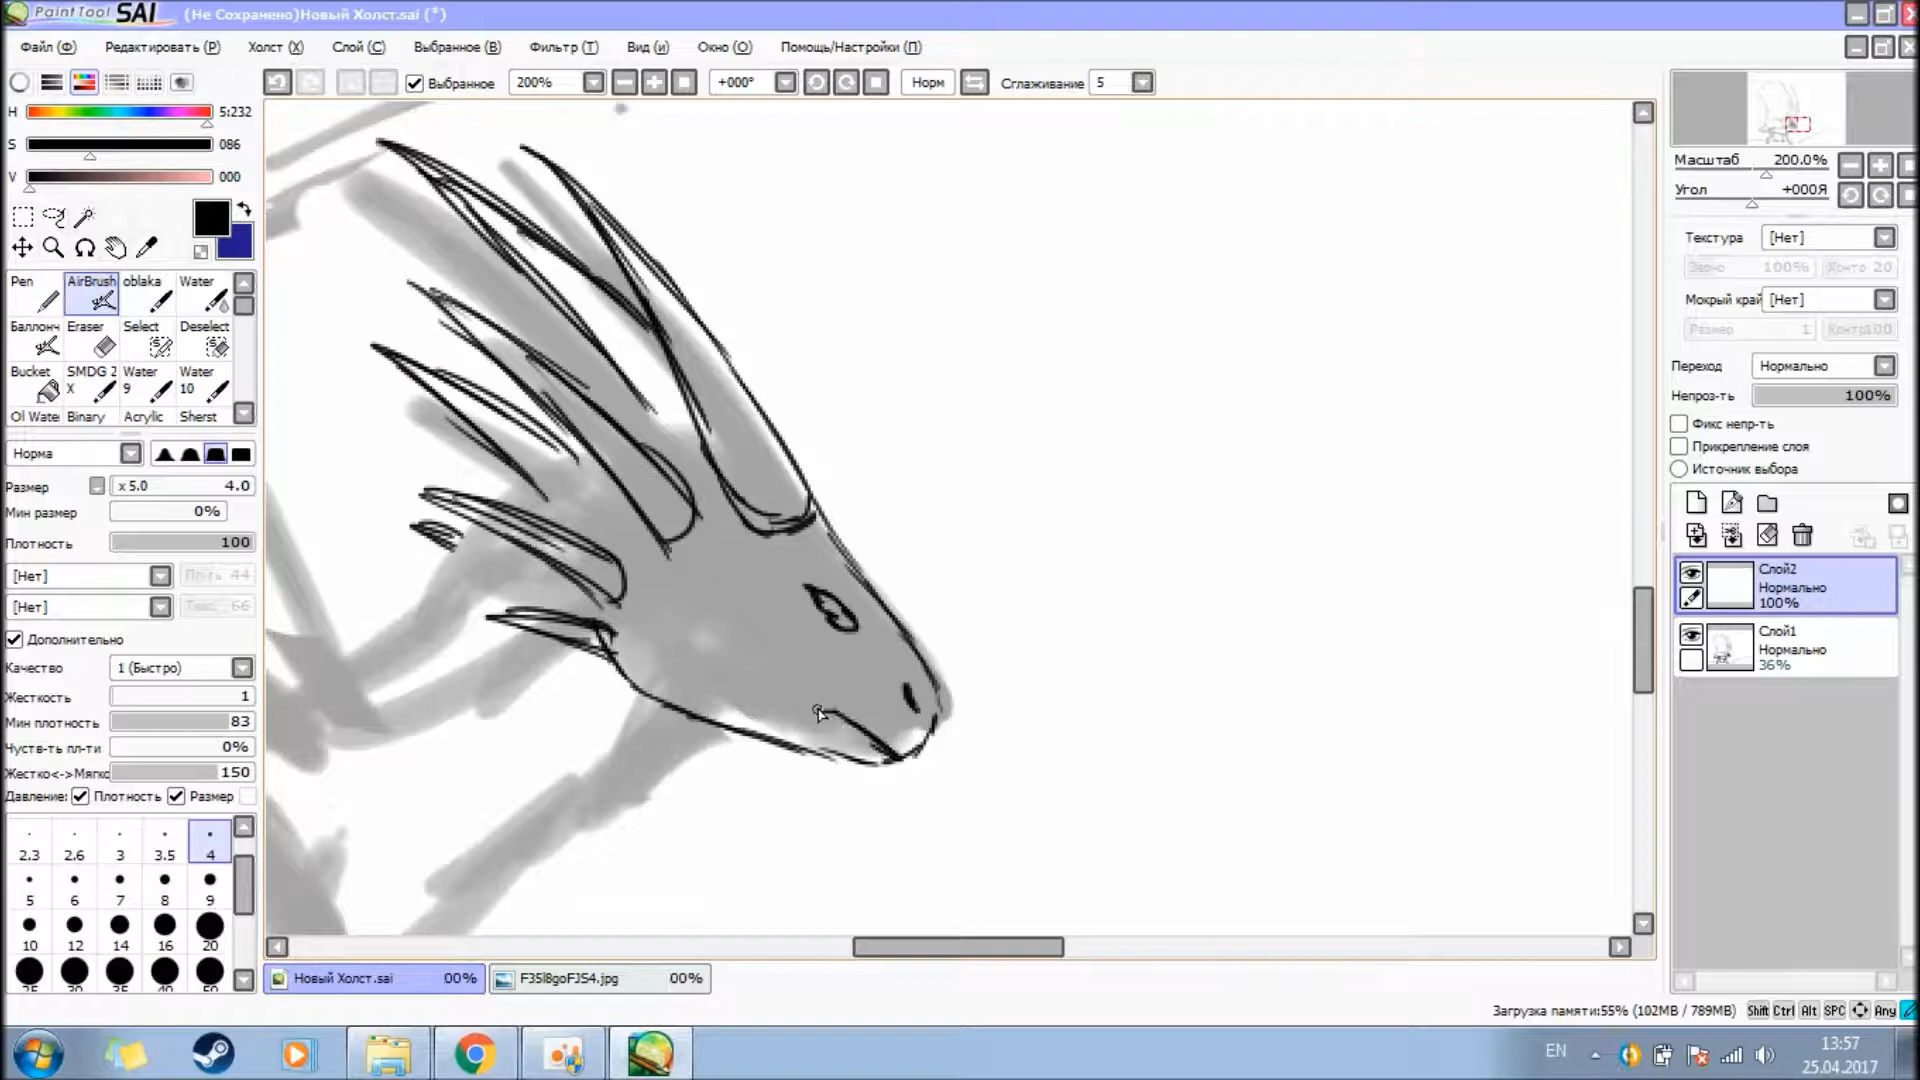 PaintTool SAI (Не Сохранено)Новый Холст.sai (*)
Файл (Ф) Редактировать (Р) Холст (Х) Слой (С) Выбранное (В) Фильтр (Т) Вид (и) Окно (О) Помощь/Настройки (П)
Выбранное 200% +000° Норм Сглаживание 5
H 5:232
S 086
V 000
Pen AirBrush oblaka Water
Eraser Select Deselect
Bucket SMDG 2 Water Water
X 9 10
Oil Wate Binary Acrylic Sherst
Норма
Размер x 5.0 4.0
Мин размер 0%
Плотность 100
[Нет] 44
[Нет] 66
Дополнительно
Качество 1 (Быстро)
Жесткость 1
Мин плотность 83
Чуств-ть пл-ти 0%
Жестко<->Мягко 150
Давление: Плотность Размер
2.3 2.6 3 3.5 4
5 6 7 8 9
10 12 14 16 20
Новый Холст.sai 00% F35l8goFJS4.jpg 00%
Масштаб 200.0%
Угол +000Я
Текстура [Нет]
100% 20
Мокрый край [Нет]
Размер 1 100
Переход Нормально
Непроз-ть 100%
Фикс непр-ть
Прикрепление слоя
Источник выбора
Слой2
Нормально
100%
Слой1
Нормально
36%
Загрузка памяти:55% (102MB / 789MB) Shift Ctrl Alt SPC Any
EN 13:57
25.04.2017